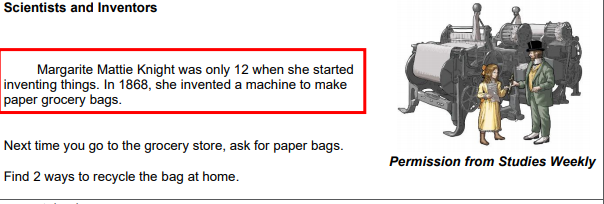 Scientists and Inventors
Margarite Mattie Knight was only 12 when she started
inventing things. In 1868, she invented a machine to make
paper grocery bags.
Next time you go to the grocery store, ask for paper bags.
Permission from Studies Weekly
Find 2 ways to recycle the bag at home.